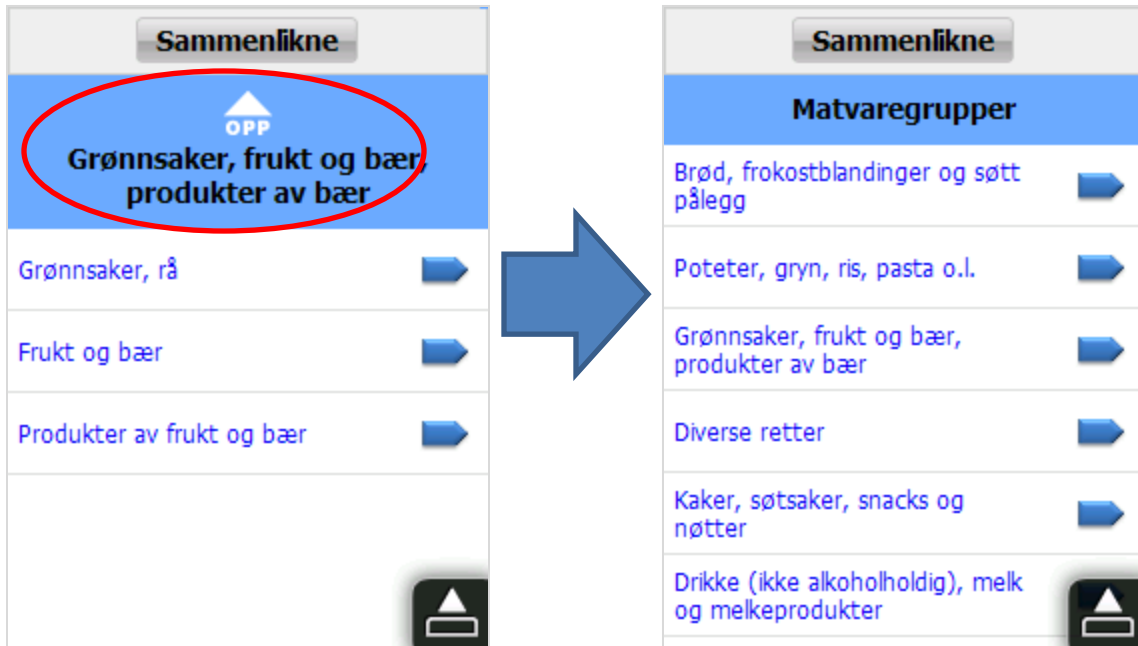 Sammenlikne
OPP
Grønnsaker, frukt og bær,
produkter av bær
Grønnsaker, rå
Frukt og bær
Produkter av frukt og bær
Sammenlikne
Matvaregrupper
Brød, frokostblandinger og søtt
pålegg
Poteter, gryn, ris, pasta o.l.
Grønnsaker, frukt og bær,
produkter av bær
Diverse retter
Kaker, søtsaker, snacks og
nøtter
Drikke (ikke alkoholholdig), melk
og melkeprodukter